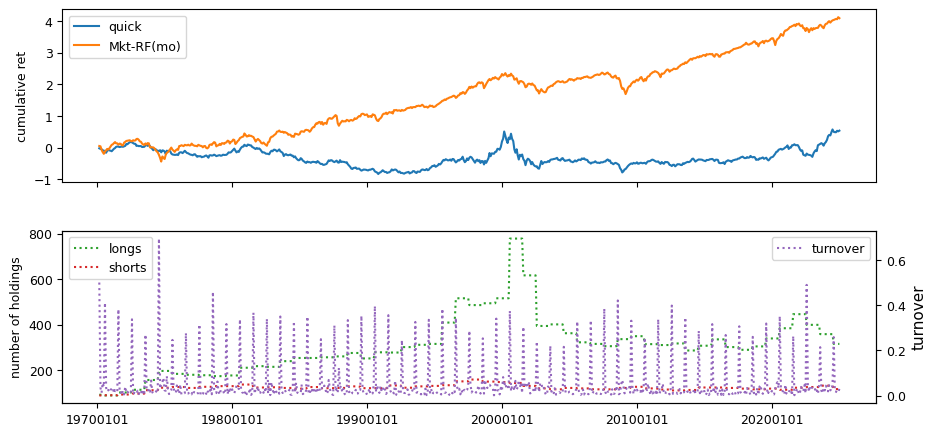 cumulative ret
4
3
2
1
0
−1
quick
Mkt-RF(mo)
number of holdings
800
600
400
200
longs
shorts
turnover
0.6
0.4
0.2
0.0
turnover
19700101 19800101 19900101 20000101 20100101 20200101